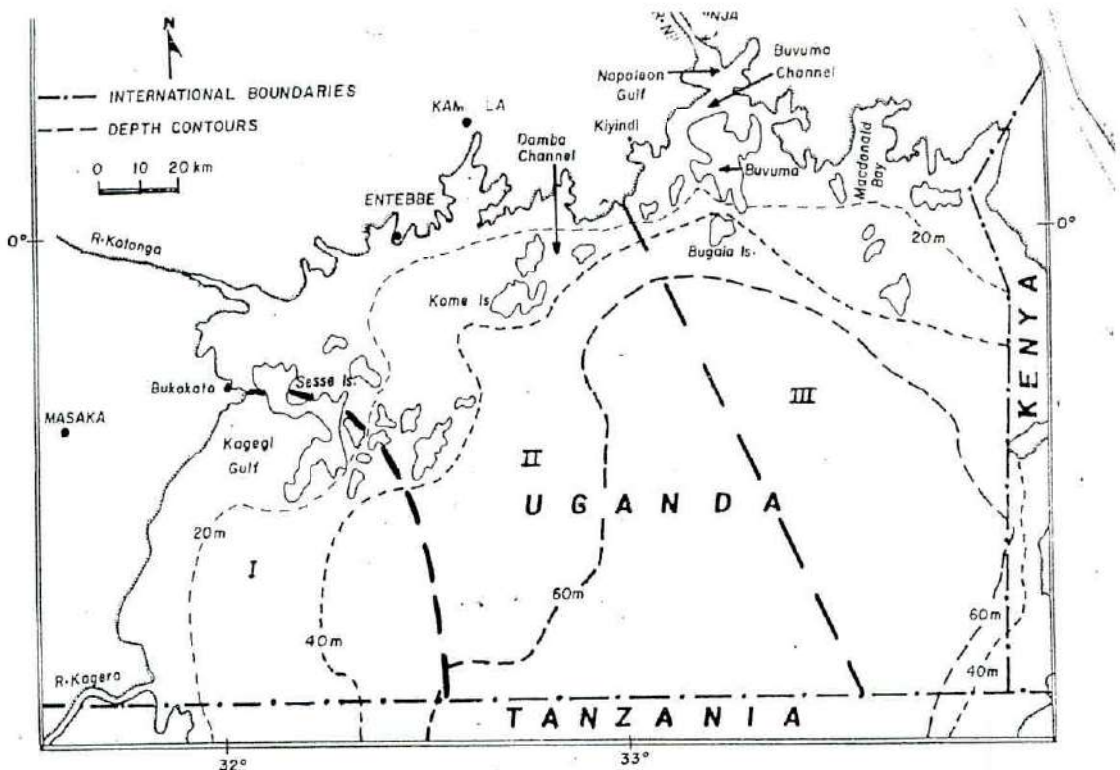 N
INTERNATIONAL BOUNDARIES
DEPTH CONTOURS
0 10 20 km
Napoleon
Gulf
Buvuma
Channel
KAM LA
Kiyindi
Damba
Channel
Buvuma
Macdonald
Bay
ENTEBBE
0°
0°
R·Katonga
20m
Bugaia Is.
Kome Is.
KENYA
Bukakata
Sesse Is.
MASAKA
III
Kagegi
Gulf
II
UGANDA
20m
I
60m
60m
40m
40m
R·Kagera
TANZANIA
32°
33°